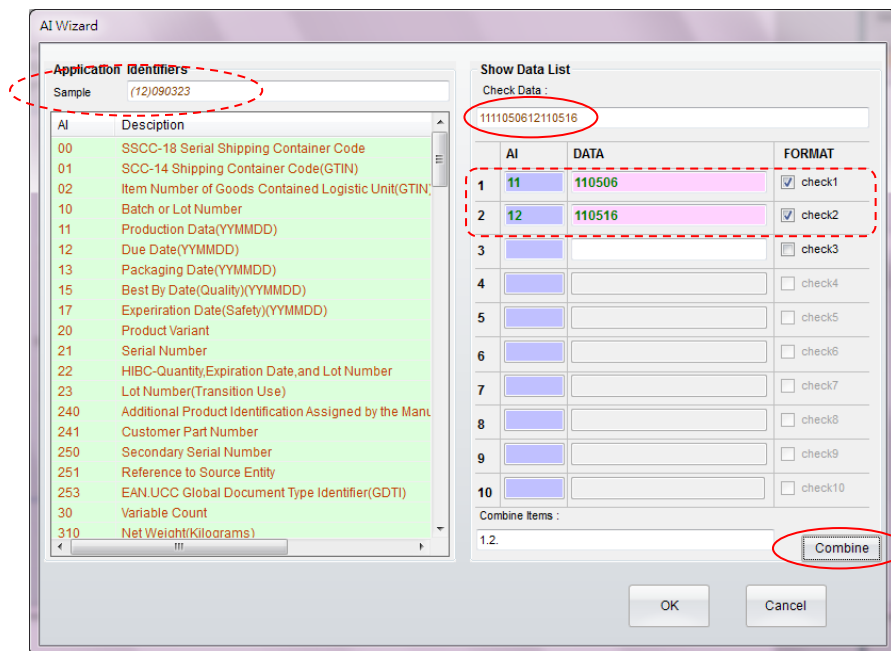 AI Wizard
Application Identifiers
Sample (12)090323
AI Desciption
00 SSCC-18 Serial Shipping Container Code
01 SCC-14 Shipping Container Code(GTIN)
02 Item Number of Goods Contained Logistic Unit(GTIN)
10 Batch or Lot Number
11 Production Data(YYMMDD)
12 Due Date(YYMMDD)
13 Packaging Date(YYMMDD)
15 Best By Date(Quality)(YYMMDD)
17 Experiration Date(Safety)(YYMMDD)
20 Product Variant
21 Serial Number
22 HIBC-Quantity,Expiration Date,and Lot Number
23 Lot Number(Transition Use)
240 Additional Product Identification Assigned by the Manu
241 Customer Part Number
250 Secondary Serial Number
251 Reference to Source Entity
253 EAN.UCC Global Document Type Identifier(GDTI)
30 Variable Count
310 Net Weight(Kilograms)
Show Data List
Check Data :
1111050612110516
AI DATA FORMAT
1 11 110506 check1
2 12 110516 check2
3 check3
4 check4
5 check5
6 check6
7 check7
8 check8
9 check9
10 check10
Combine Items :
1.2.
Combine
OK Cancel